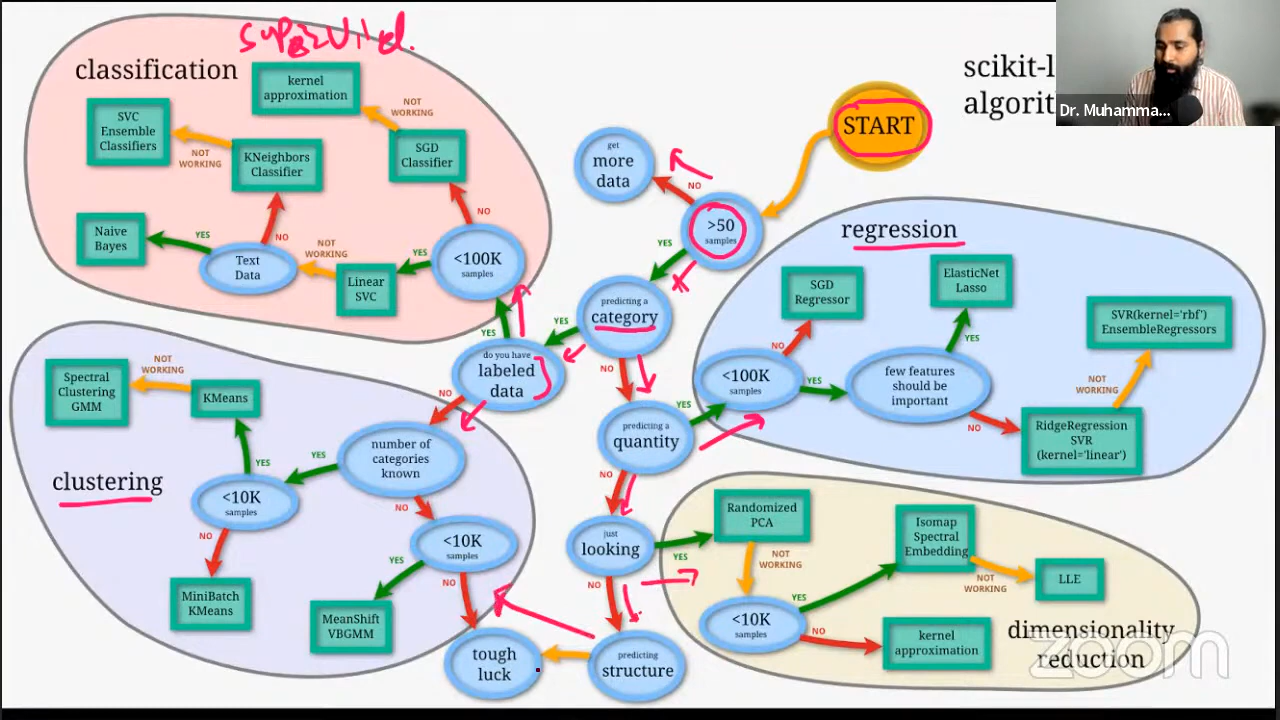 classification
kernel
approximation
NOT
WORKING
SVC
Ensemble
Classifiers
NOT
WORKING
KNeighbors
Classifier
SGD
Classifier
NO
Naive
Bayes
YES
Text
Data
NO
NOT
WORKING
Linear
SVC
YES
<100K
samples
YES
scikit-l
algorit
Dr. Muhamma...
START
get
more
data
NO
>50
samples
YES
predicting a
category
YES
do you have
labeled
data
NO
NO
predicting a
quantity
YES
NO
just
looking
YES
NO
predicting
structure
tough
luck
regression
SGD
Regressor
ElasticNet
Lasso
SVR(kernel='rbf')
EnsembleRegressors
NO
YES
<100K
samples
YES
few features
should be
important
NOT
WORKING
NO
RidgeRegression
SVR
(kernel='linear')
clustering
Spectral
Clustering
GMM
NOT
WORKING
KMeans
number of
categories
known
YES
YES
<10K
samples
NO
NO
<10K
samples
YES
NO
MiniBatch
KMeans
MeanShift
VBGMM
Randomized
PCA
NOT
WORKING
Isomap
Spectral
Embedding
NOT
WORKING
LLE
<10K
samples
YES
NO
kernel
approximation
dimensionality
reduction
zoom